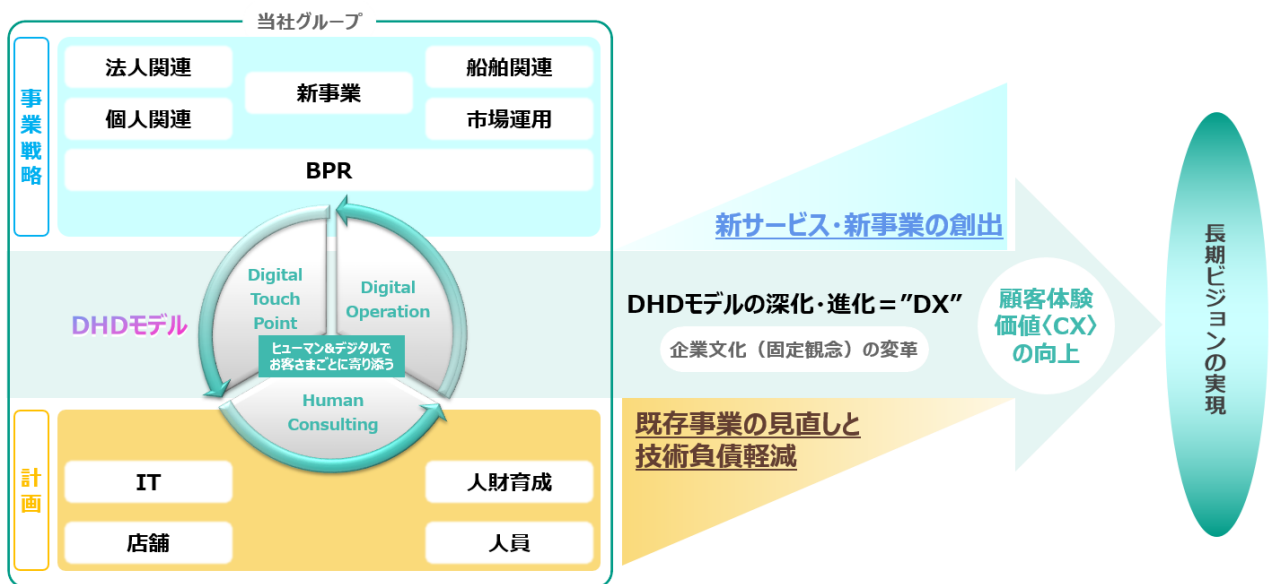 当社グループ
事業戦略
法人関連
個人関連
新事業
船舶関連
市場運用
BPR
DHDモデル
Digital
Touch
Point
Digital
Operation
ヒューマン&デジタルで
お客さまごとに寄り添う
Human
Consulting
計画
IT
店舗
人財育成
人員
新サービス・新事業の創出
DHDモデルの深化・進化=”DX”
企業文化（固定観念）の変革
既存事業の見直しと
技術負債軽減
顧客体験
価値〈CX〉
の向上
長期ビジョンの実現